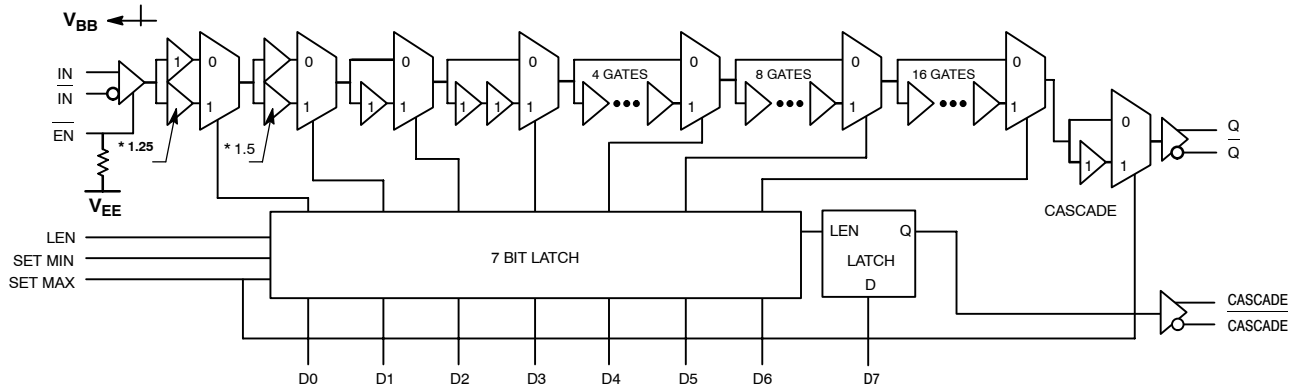 VBB
IN
IN
EN
VEE
1
0
1
* 1.25
0
1
* 1.5
0
1
1
0
1
1
1
4 GATES
0
1
8 GATES
0
1
16 GATES
0
1
0
1
1
CASCADE
Q
Q
LEN
SET MIN
SET MAX
7 BIT LATCH
LEN Q
LATCH
D
CASCADE
CASCADE
D0 D1 D2 D3 D4 D5 D6 D7